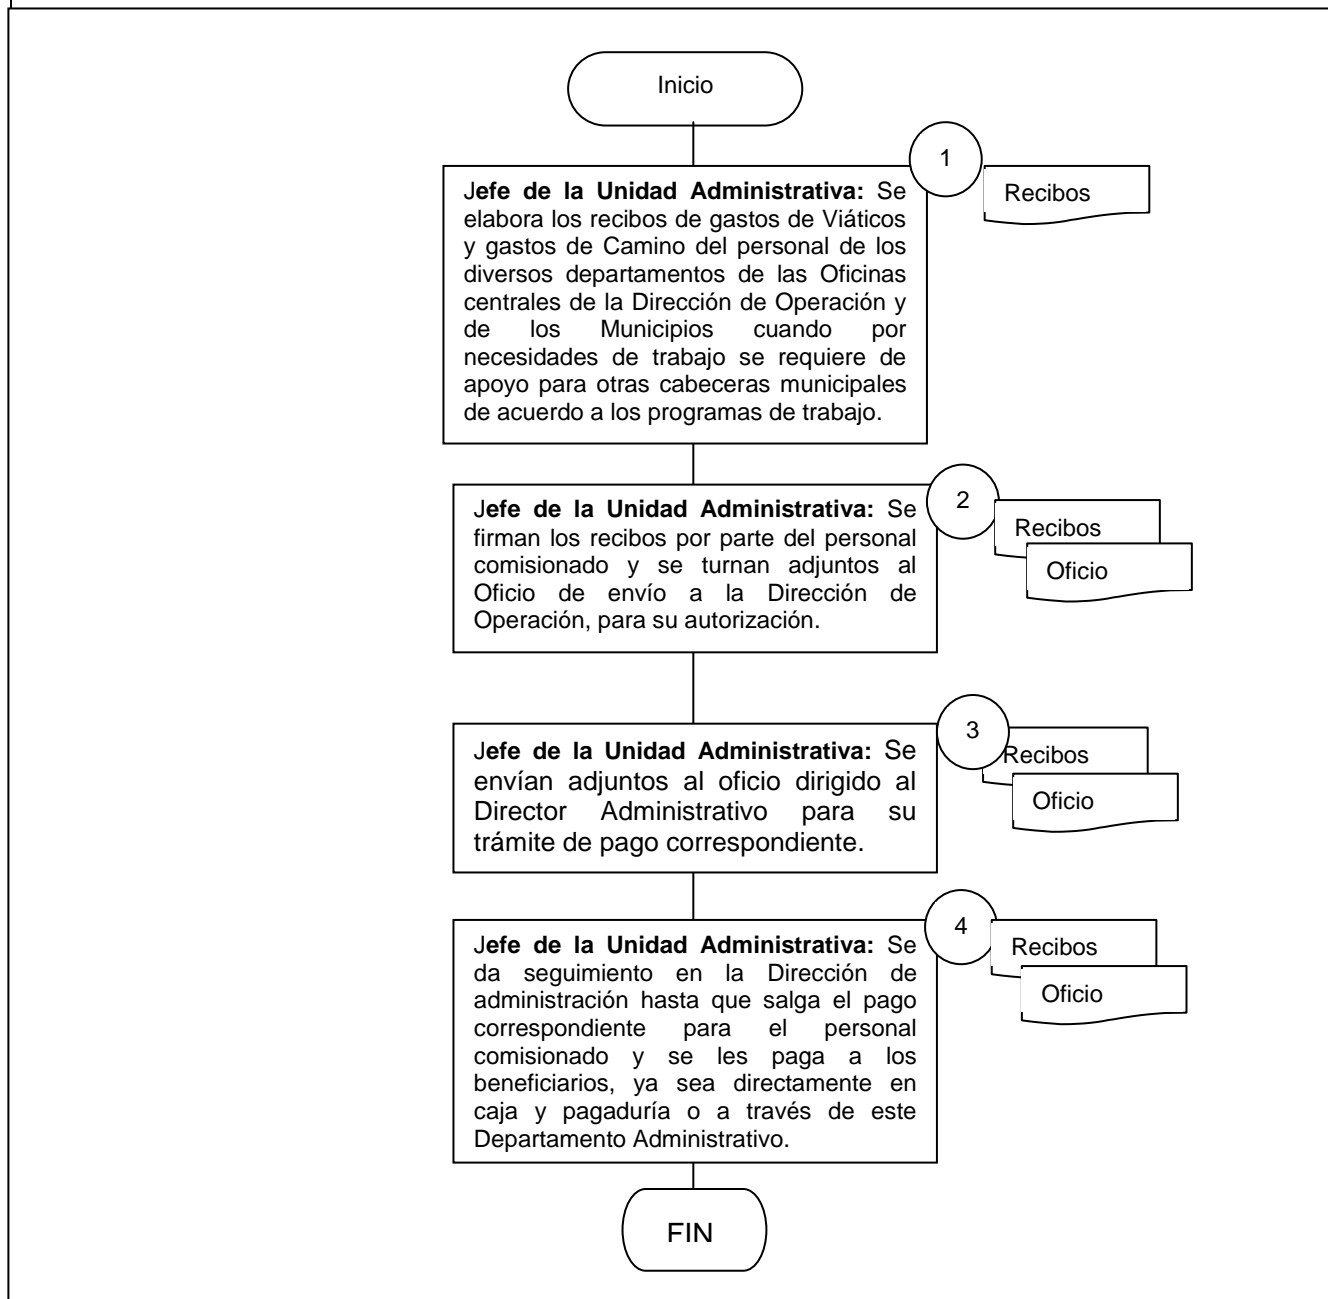 Inicio
1
Recibos
Jefe de la Unidad Administrativa: Se
elabora los recibos de gastos de Viáticos
y gastos de Camino del personal de los
diversos departamentos de las Oficinas
centrales de la Dirección de Operación y
de los Municipios cuando por
necesidades de trabajo se requiere de
apoyo para otras cabeceras municipales
de acuerdo a los programas de trabajo.
2
Recibos
Oficio
Jefe de la Unidad Administrativa: Se
firman los recibos por parte del personal
comisionado y se turnan adjuntos al
Oficio de envío a la Dirección de
Operación, para su autorización.
3
Recibos
Oficio
Jefe de la Unidad Administrativa: Se
envían adjuntos al oficio dirigido al
Director Administrativo para su
trámite de pago correspondiente.
4
Recibos
Oficio
Jefe de la Unidad Administrativa: Se
da seguimiento en la Dirección de
administración hasta que salga el pago
correspondiente para el personal
comisionado y se les paga a los
beneficiarios, ya sea directamente en
caja y pagaduría o a través de este
Departamento Administrativo.
FIN